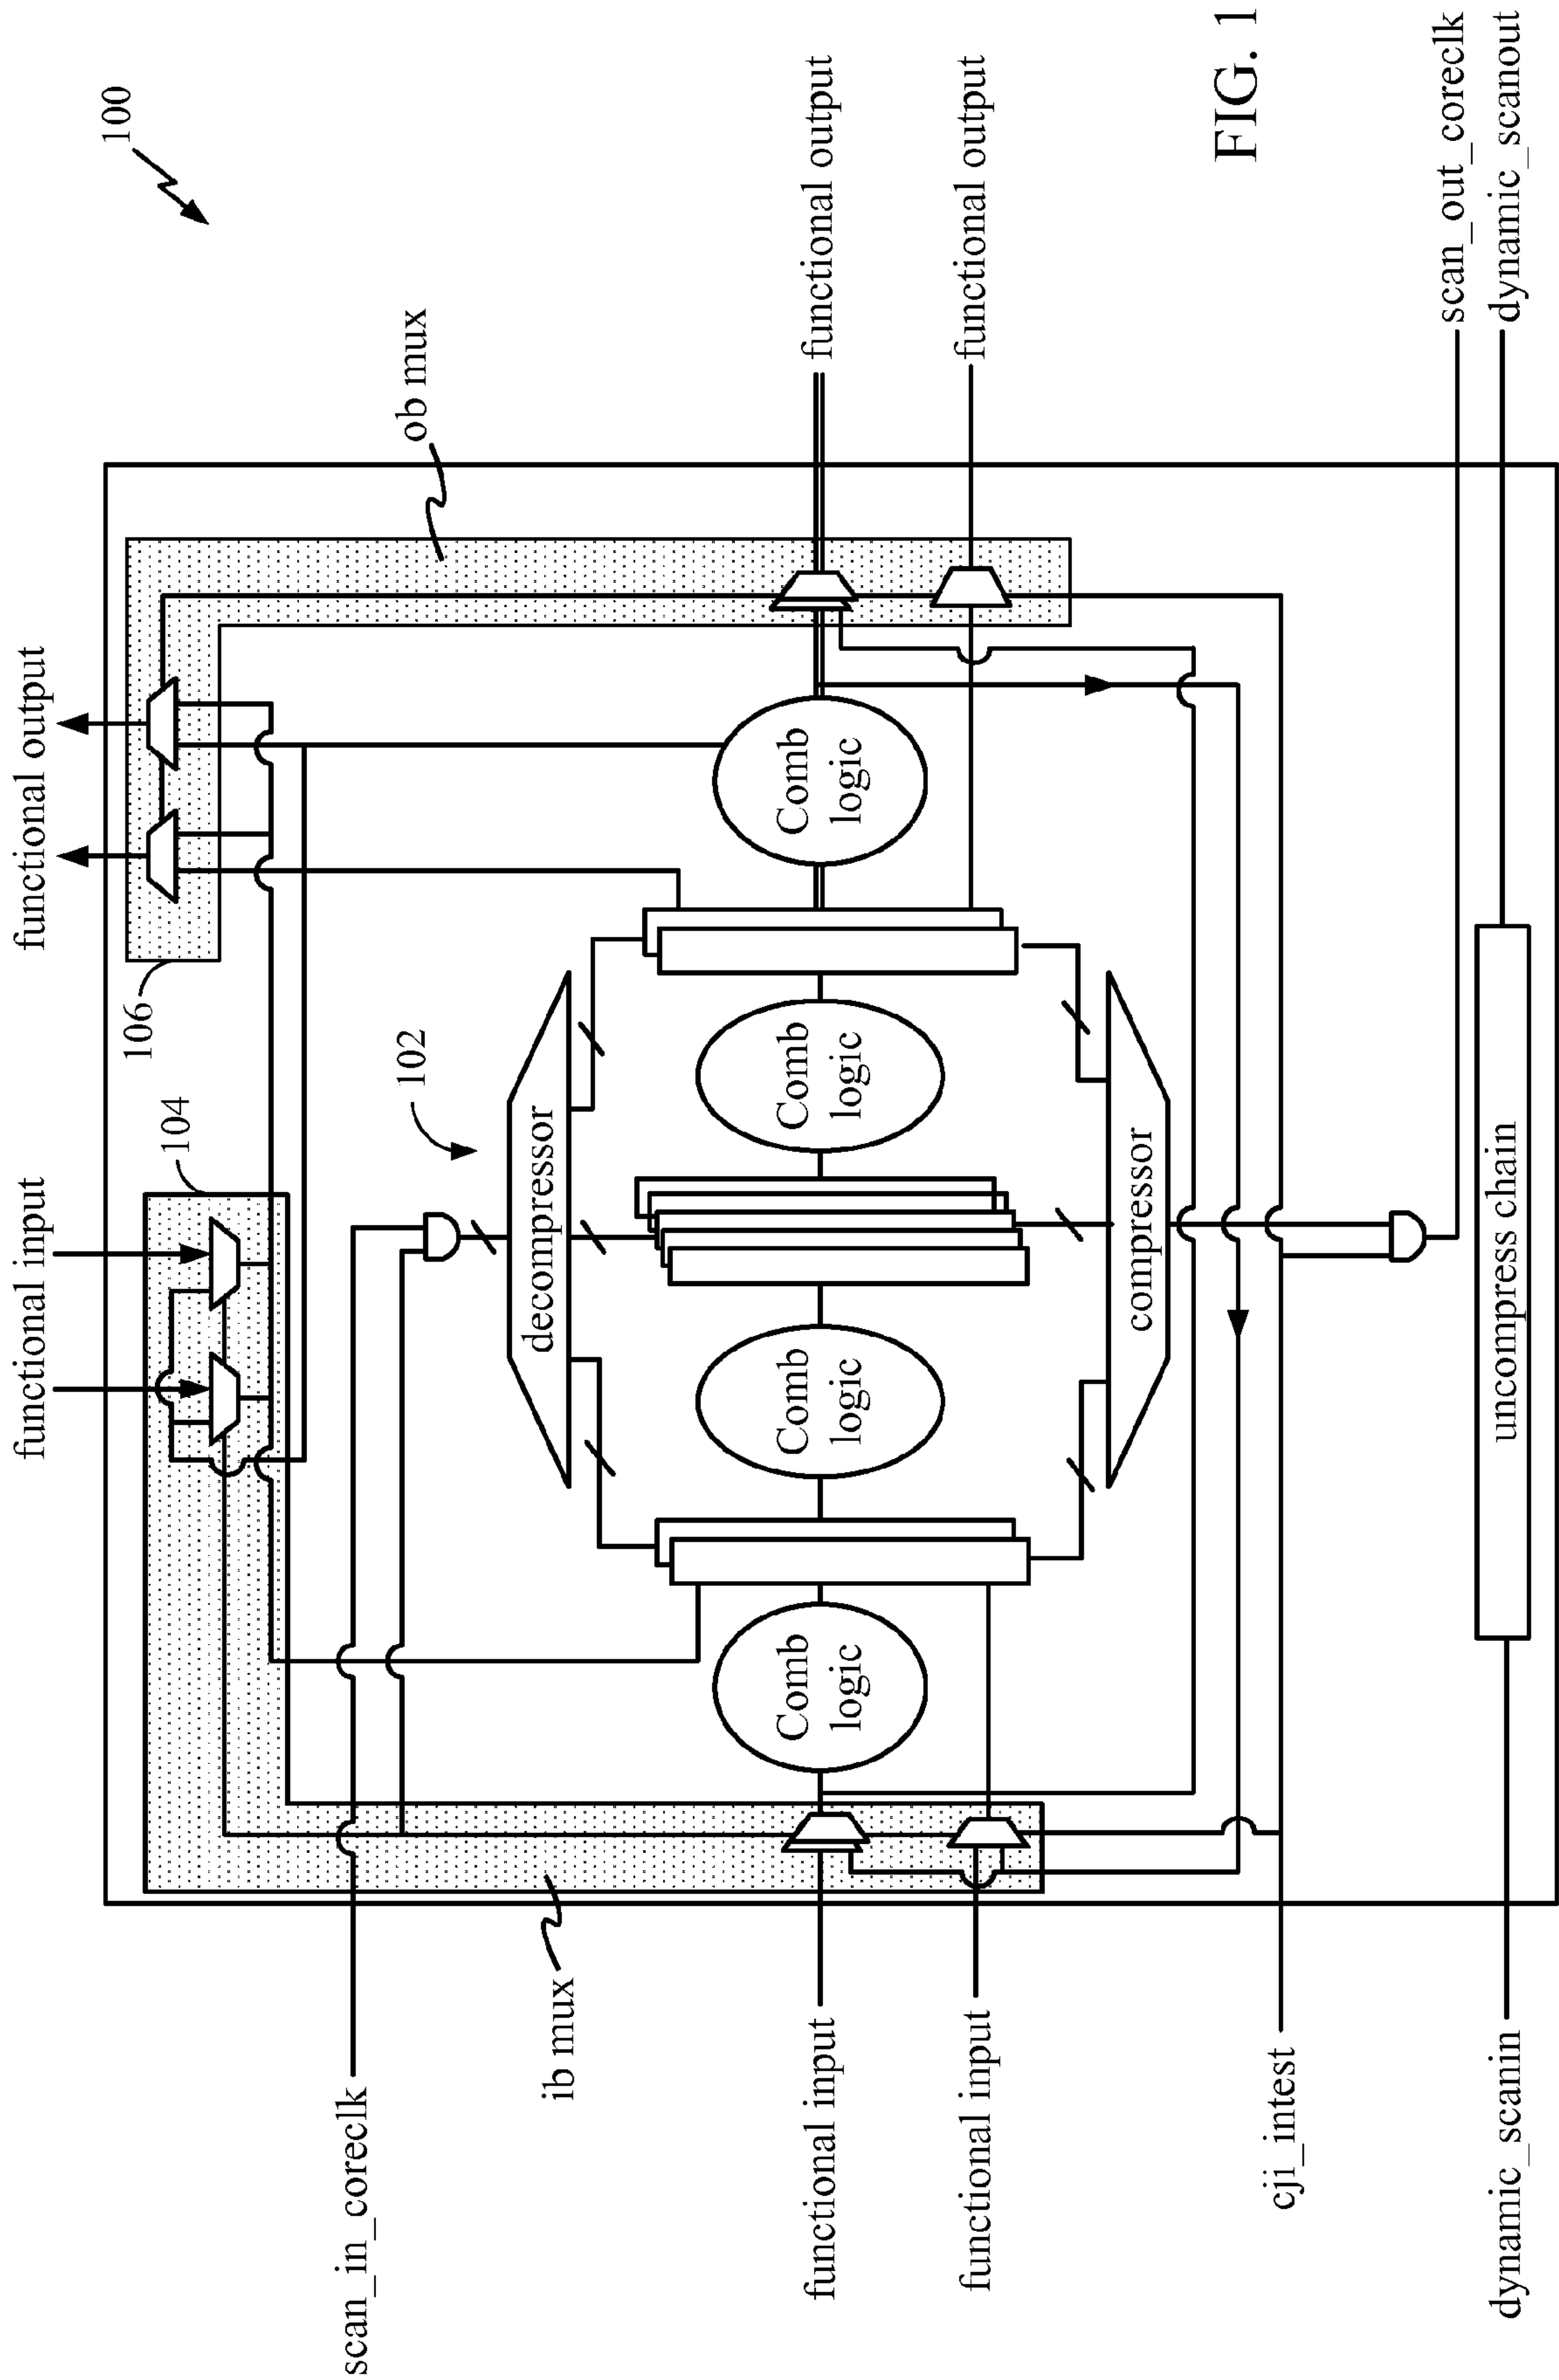 100
functional input
functional output
104
106
ob mux
scan_in_coreclk
102
decompressor
ib mux
functional input
Comb
logic
Comb
logic
Comb
logic
Comb
logic
functional output
functional input
functional output
compressor
cji_intest
FIG. 1
scan_out_coreclk
dynamic_scanin
uncompress chain
dynamic_scanout